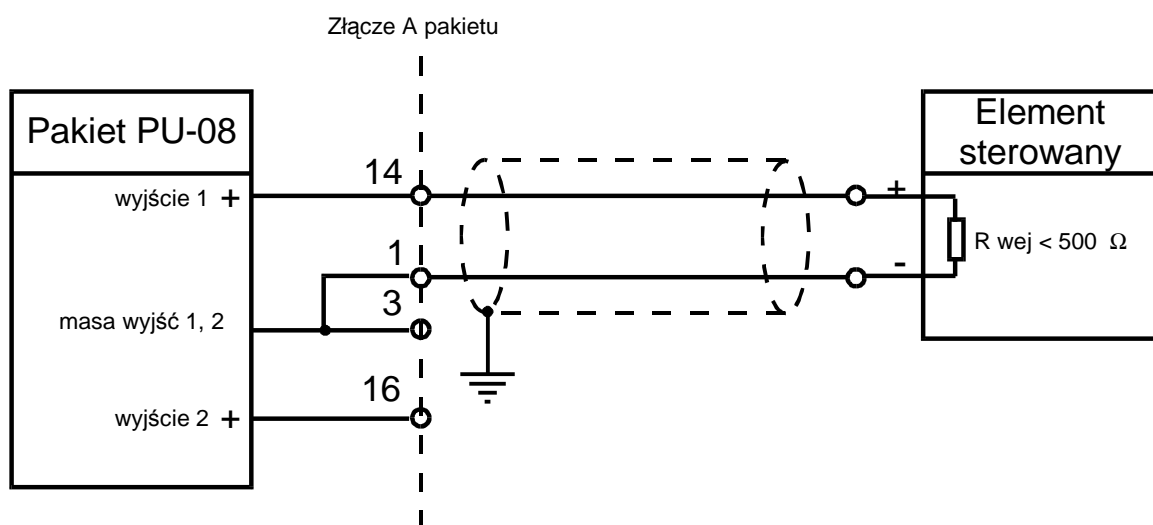 Złącze A pakietu
Pakiet PU-08
Element
sterowany
wyjście 1 +
14
+
R wej < 500 Ω
1
-
3
masa wyjść 1, 2
16
wyjście 2 +